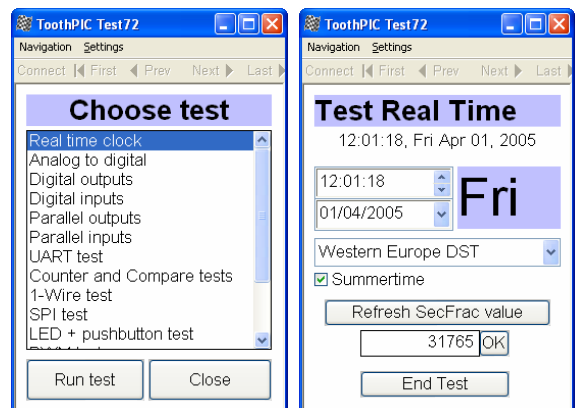 ToothPIC Test72
Navigation Settings
Connect First Prev Next Last
Choose test
Real time clock
Analog to digital
Digital outputs
Digital inputs
Parallel outputs
Parallel inputs
UART test
Counter and Compare tests
1-Wire test
SPI test
LED + pushbutton test
Run test Close
ToothPIC Test72
Navigation Settings
Connect First Prev Next Last
Test Real Time
12:01:18, Fri Apr 01, 2005
12:01:18
01/04/2005
Fri
Western Europe DST
Summertime
Refresh SecFrac value
31765 OK
End Test